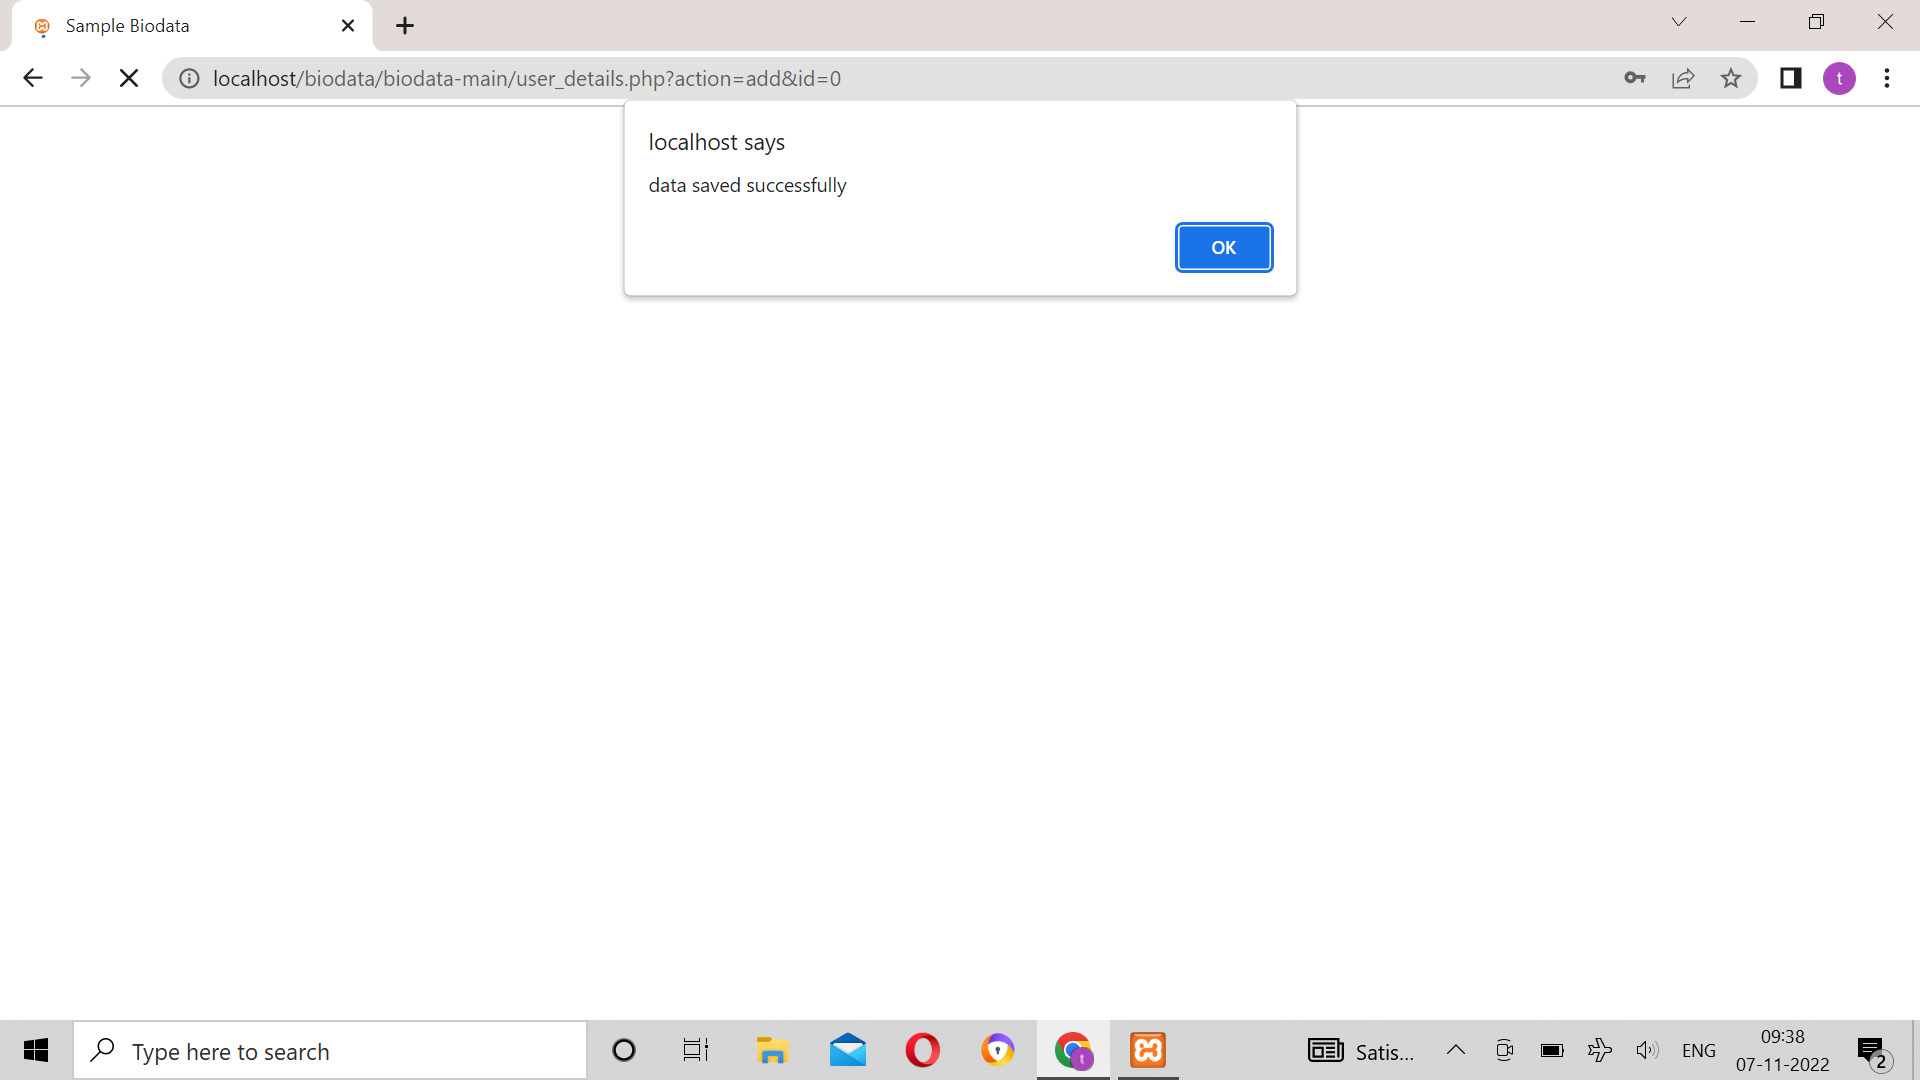 Sample Biodata
localhost/biodata/biodata-main/user_details.php?action=add&id=0
t
localhost says
data saved successfully
OK
Type here to search
t
Satis...
ENG
09:38
07-11-2022
2